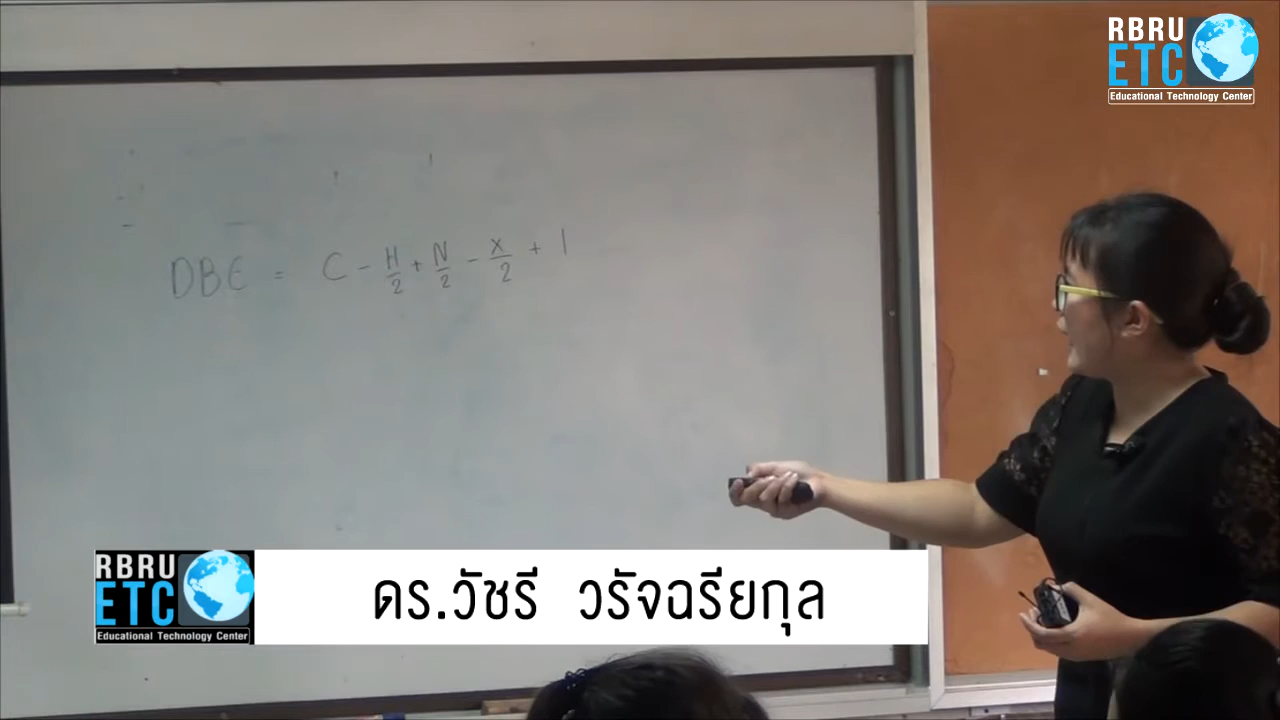 RBRU
ETC
Educational Technology Center
DBE = C - H/2 + N/2 - X/2 + 1
RBRU
ETC
Educational Technology Center
ดร.วัชรี วรัจฉรียกุล